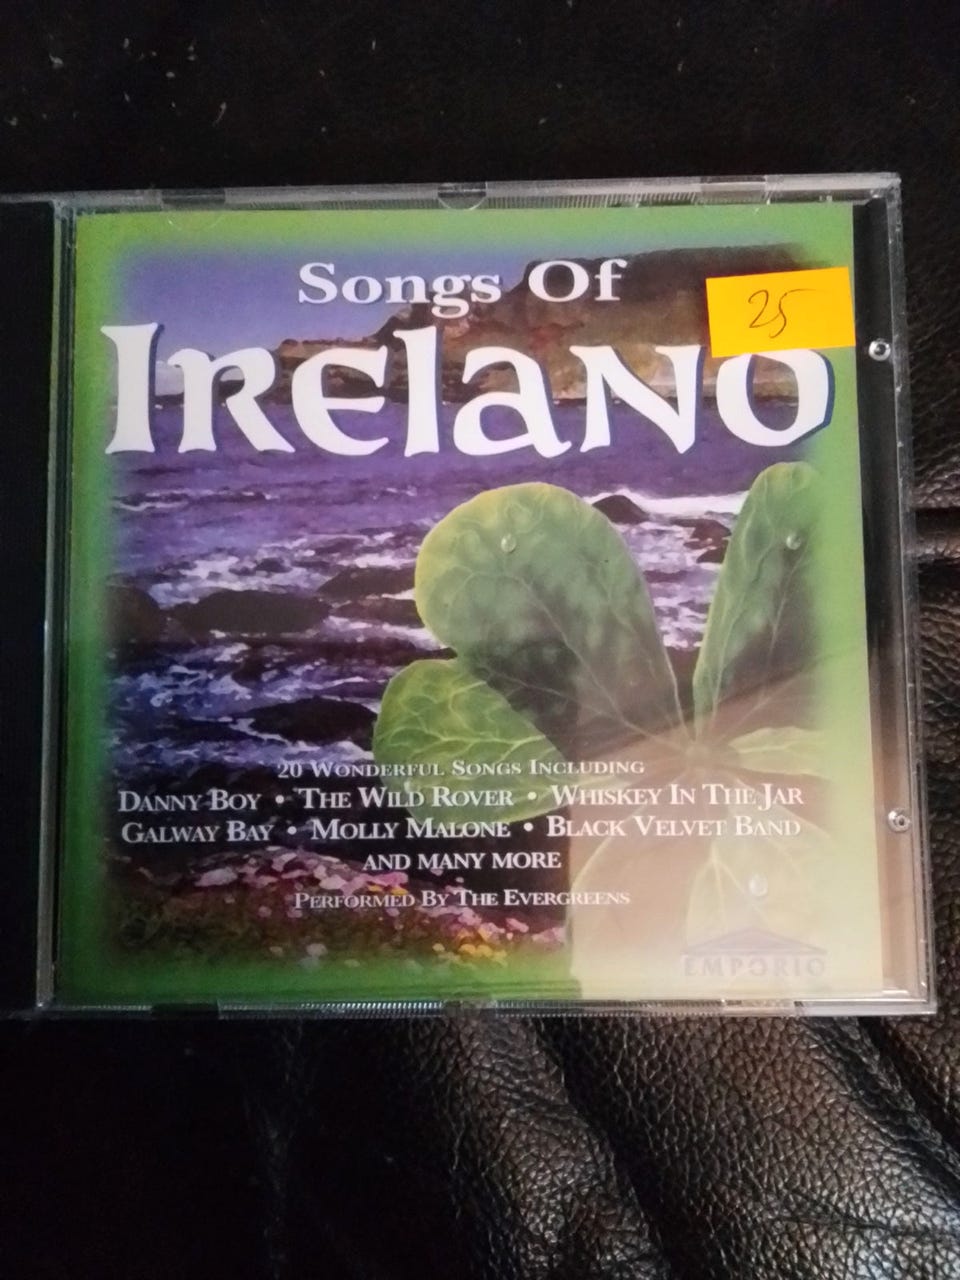 Songs Of
25
IRELAND
20 WONDERFUL SONGS INCLUDING
DANNY BOY • THE WILD ROVER • WHISKEY IN THE JAR
GALWAY BAY • MOLLY MALONE • BLACK VELVET BAND
AND MANY MORE
PERFORMED BY THE EVERGREENS
EMPORIO